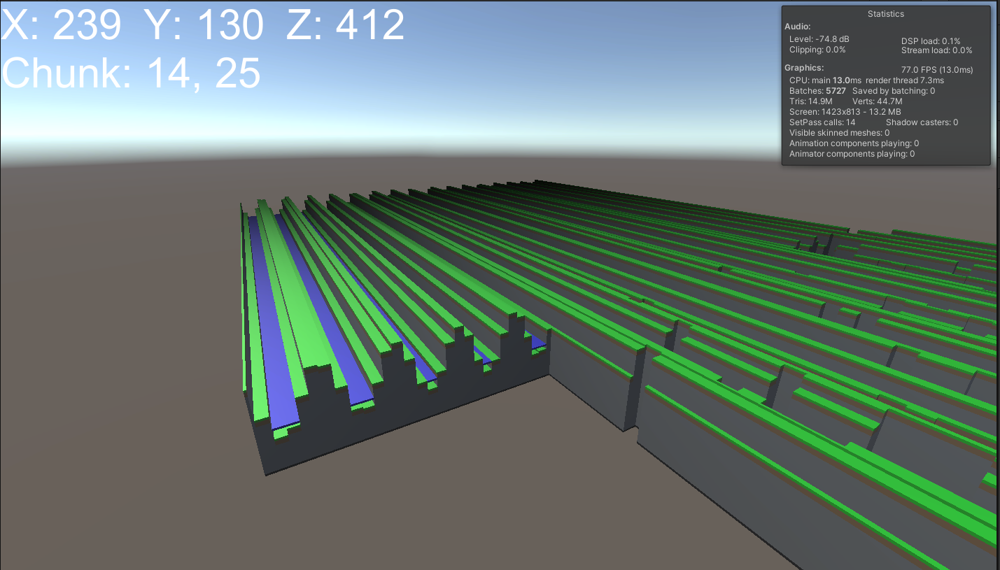 X: 239 Y: 130 Z: 412
Chunk: 14, 25
Statistics
Audio:
Level: -74.8 dB DSP load: 0.1%
Clipping: 0.0% Stream load: 0.0%
Graphics: 77.0 FPS (13.0ms)
CPU: main 13.0ms render thread 7.3ms
Batches: 5727 Saved by batching: 0
Tris: 14.9M Verts: 44.7M
Screen: 1423x813 - 13.2 MB
SetPass calls: 14 Shadow casters: 0
Visible skinned meshes: 0
Animation components playing: 0
Animator components playing: 0